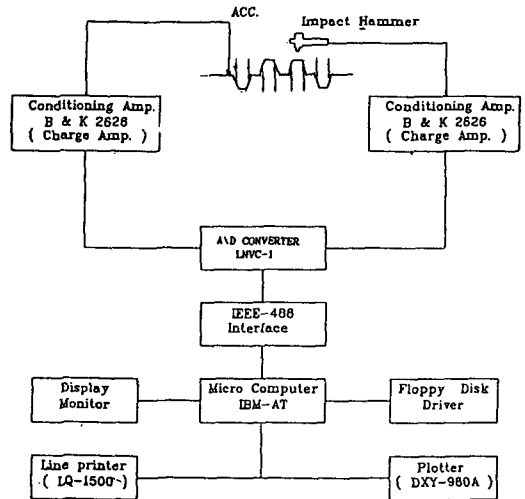 ACC.
Impact Hammer
Conditioning Amp.
B & K 2626
( Charge Amp. )
Conditioning Amp.
B & K 2626
( Charge Amp. )
A\D CONVERTER
LNVC-1
IEEE-488
Interface
Display
Monitor
Micro Computer
IBM-AT
Floppy Disk
Driver
Line printer
( LQ-1500 )
Plotter
( DXY-980A )